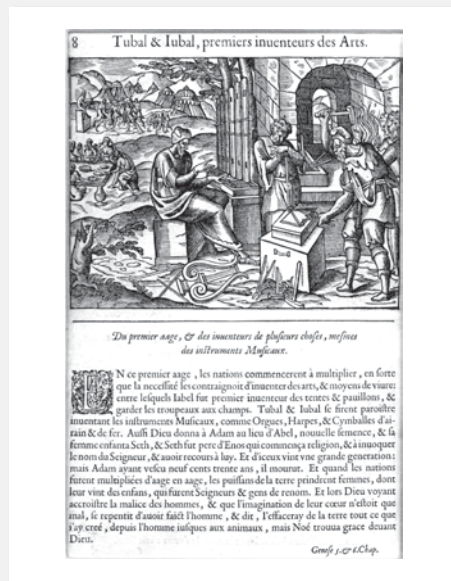 8 Tubal & Iubal, premiers inuenteurs des Arts.
Du premier aage, & des inuenteurs de plusieurs choses, mesmes
des instruments Musicaux.
EN ce premier aage, les nations commencerent à multiplier, en sorte
que la necessité les contraignoit d'inuenter des arts, & moyens de viure:
entre lesquels Iabel fut premier inuenteur des tentes & pauillons, &
garder les troupeaux aux champs. Tubal & Iubal se firent paroistre
inuentant les instruments Musicaux, comme Orgues, Harpes, & Cymballes d'ai-
rain & de fer. Aussi Dieu donna à Adam au lieu d'Abel, nouuelle semence, & sa
femme enfanta Seth, & Seth fut pere d'Enos qui commença religion, & à inuoquer
le nom du Seigneur, & auoir recours à luy. Et d'iceux vint vne grande generation:
mais Adam ayant vescu neuf cents trente ans, il mourut. Et quand les nations
furent multipliées d'aage en aage, les puissans de la terre prindrent femmes, dont
leur vint des enfans, qui furent Seigneurs & gens de renom. Et lors Dieu voyant
accroistre la malice des hommes, & que l'imagination de leur cœur n'estoit que
mal, se repentit d'auoir faict l'homme, & dit, I'effaceray de la terre tout ce que
i'ay creé, depuis l'homme iusques aux animaux, mais Noé trouua grace deuant
Dieu.
Genese 5. & 6. Chap.